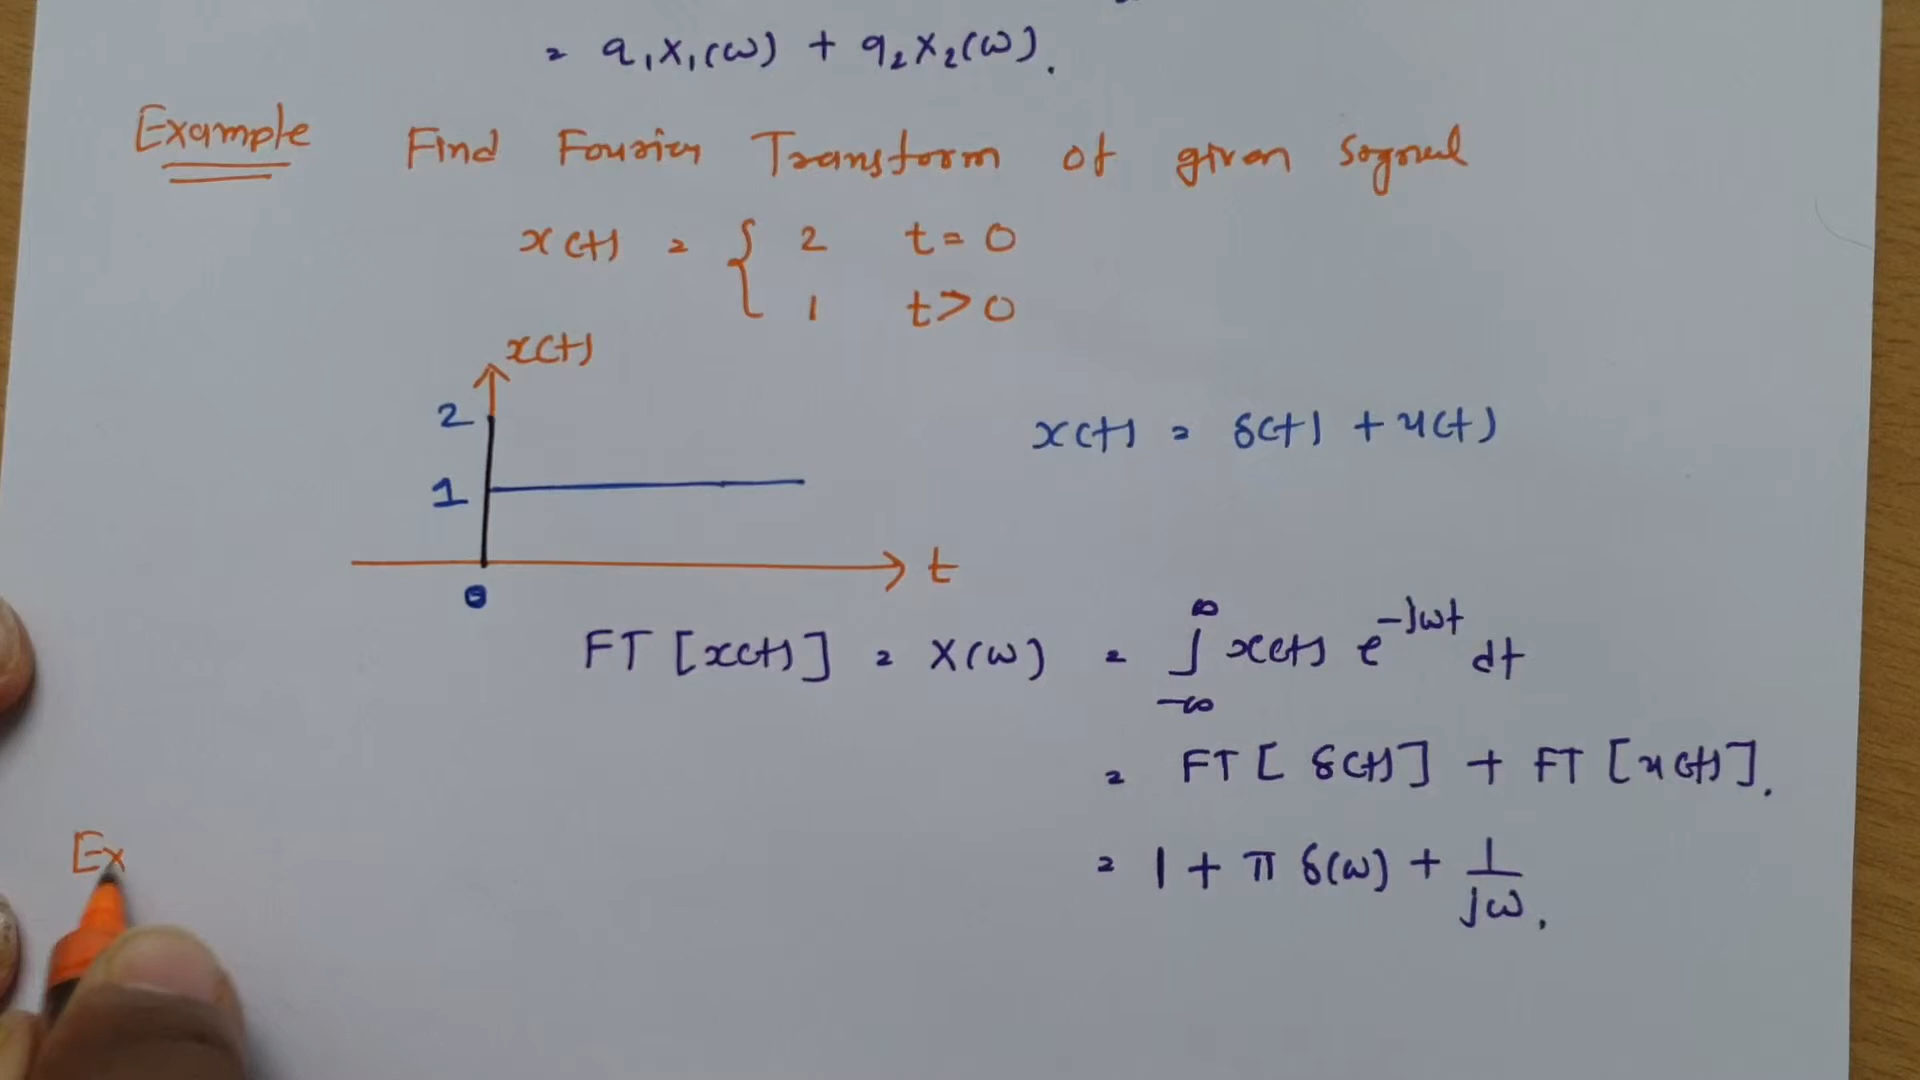 = a₁X₁(ω) + a₂X₂(ω).
Example Find Fourier Transform of given signal
x(t) = { 2 t = 0
1 t > 0
x(t)
2
x(t) = δ(t) + u(t)
1
t
0
FT [x(t)] = X(ω) = ∫ x(t) e^-jωt dt
∞
-∞
= FT [ δ(t)] + FT [u(t)].
= 1 + π δ(ω) + 1/jω.
Ex